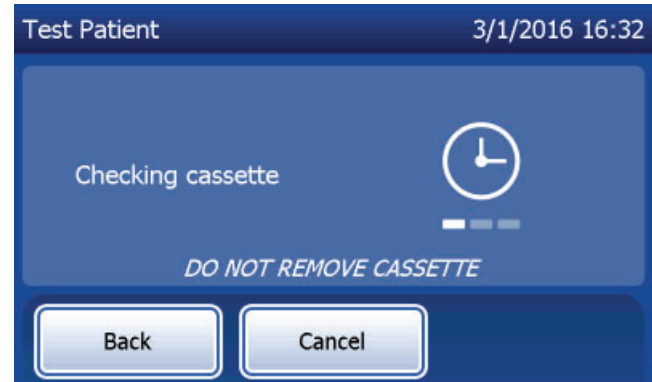 Test Patient 3/1/2016 16:32
Checking cassette
DO NOT REMOVE CASSETTE
Back Cancel